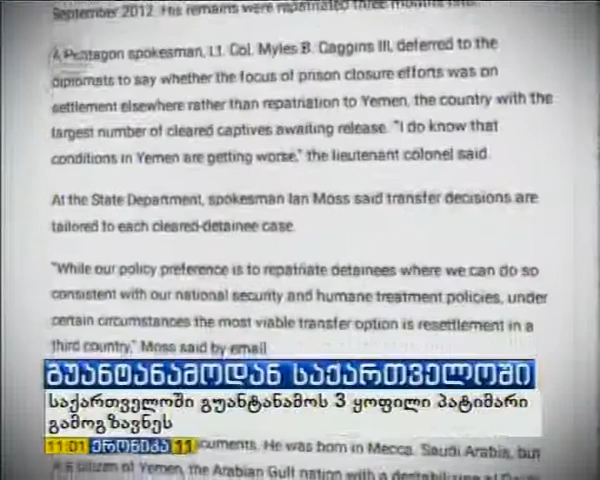 September 2012. His remains were repatriated three months
A Pentagon spokesman, Lt. Col. Myles B. Caggins III, deferred to the
diplomats to say whether the focus of prison closure efforts was on
settlement elsewhere rather than repatriation to Yemen, the country with the
largest number of cleared captives awaiting release. "I do know that
conditions in Yemen are getting worse," the lieutenant colonel said.
At the State Department, spokesman Ian Moss said transfer decisions are
tailored to each cleared-detainee case.
"While our policy preference is to repatriate detainees where we can do so
consistent with our national security and humane treatment policies, under
certain circumstances the most viable transfer option is resettlement in a
third country," Moss said by email.
გუანტანამოდან საქართველოში
საქართველოში გუანტანამოს 3 ყოფილი პატიმარი
გამოგზავნეს
11:01 ქრონიკა 11 cuments. He was born in Mecca, Saudi Arabia, but
a citizen of Yemen, the Arabian Gulf nation with a